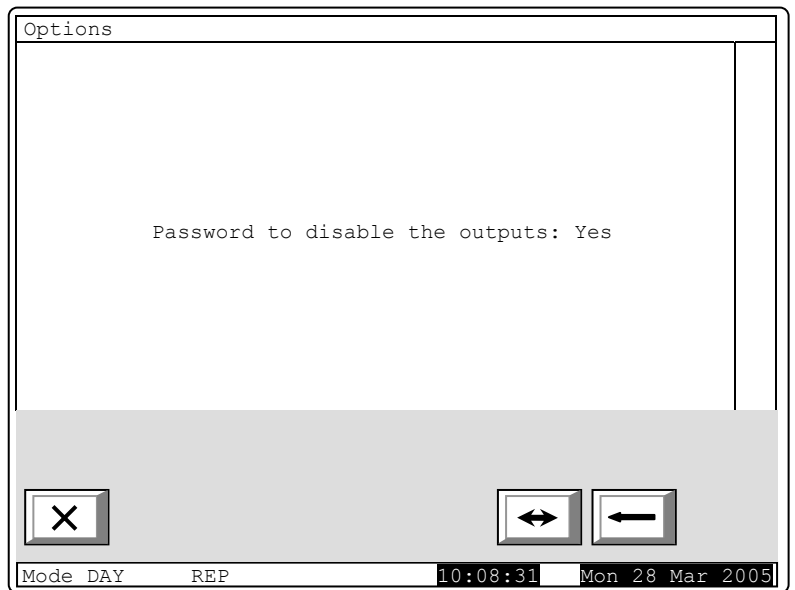 Options
Password to disable the outputs: Yes
Mode DAY REP 10:08:31 Mon 28 Mar 2005